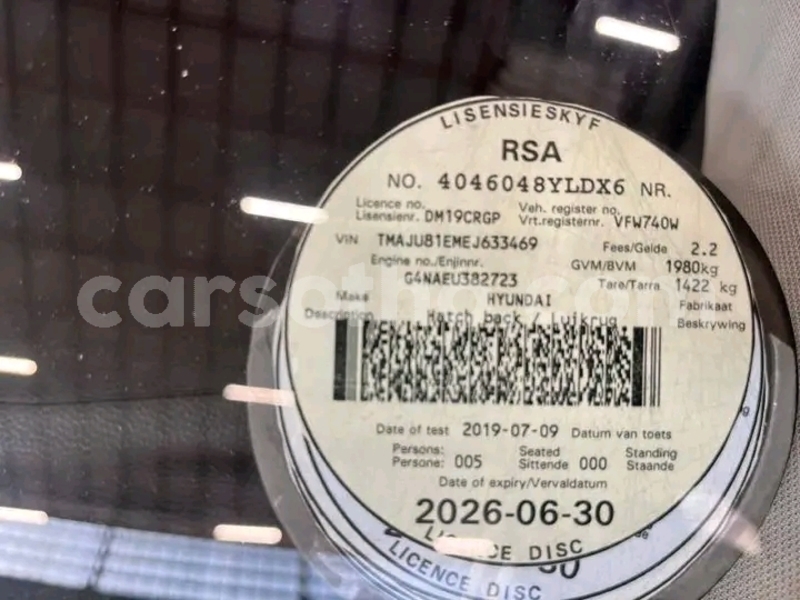 LISENSIESKYF
RSA
NO. 4046048YLDX6 NR.
Licence no. Veh. register no.
Lisensienr. DM19CRGP Vrt.registernr. VFW740W
VIN TMAJU81EMEJ633469 Fees/Gelde 2.2
Engine no./Enjinnr. GVM/BVM 1980kg
G4NAEU382723 Tare/Tarra 1422 kg
Make HYUNDAI Fabrikaat
Description Hatch back / Luikrug Beskrywing
carsotho.com
Date of test 2019-07-09 Datum van toets
Persons: Seated Standing
Persone: 005 Sittende 000 Staande
Date of expiry/Vervaldatum
2026-06-30
LICENCE DISC
LICENCE DISC